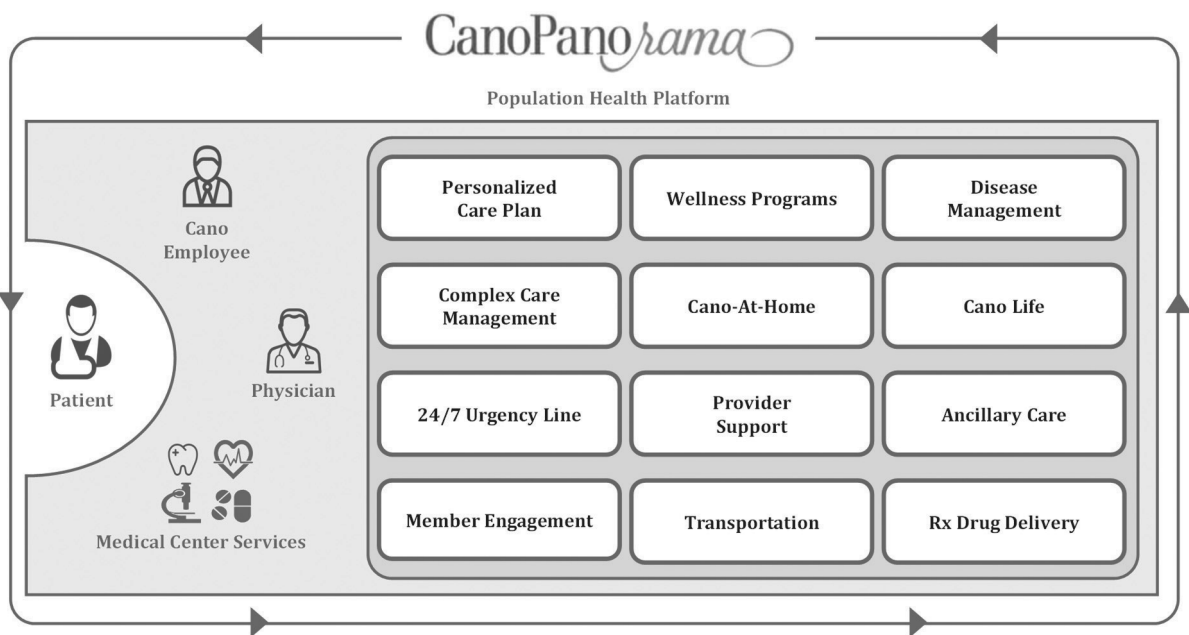 CanoPanorama
Population Health Platform
Cano
Employee
Patient
Physician
Medical Center Services
Personalized
Care Plan
Wellness Programs
Disease
Management
Complex Care
Management
Cano-At-Home
Cano Life
24/7 Urgency Line
Provider
Support
Ancillary Care
Member Engagement
Transportation
Rx Drug Delivery